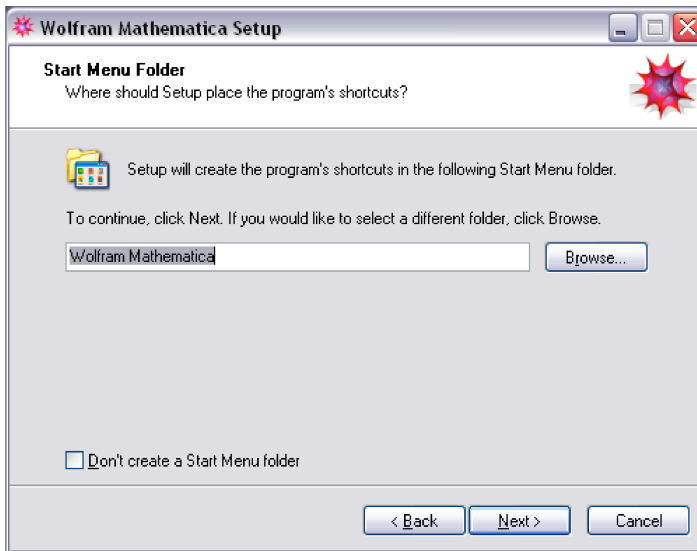 Wolfram Mathematica Setup
Start Menu Folder
Where should Setup place the program's shortcuts?
Setup will create the program's shortcuts in the following Start Menu folder.
To continue, click Next. If you would like to select a different folder, click Browse.
Wolfram Mathematica
Browse...
Don't create a Start Menu folder
< Back
Next >
Cancel